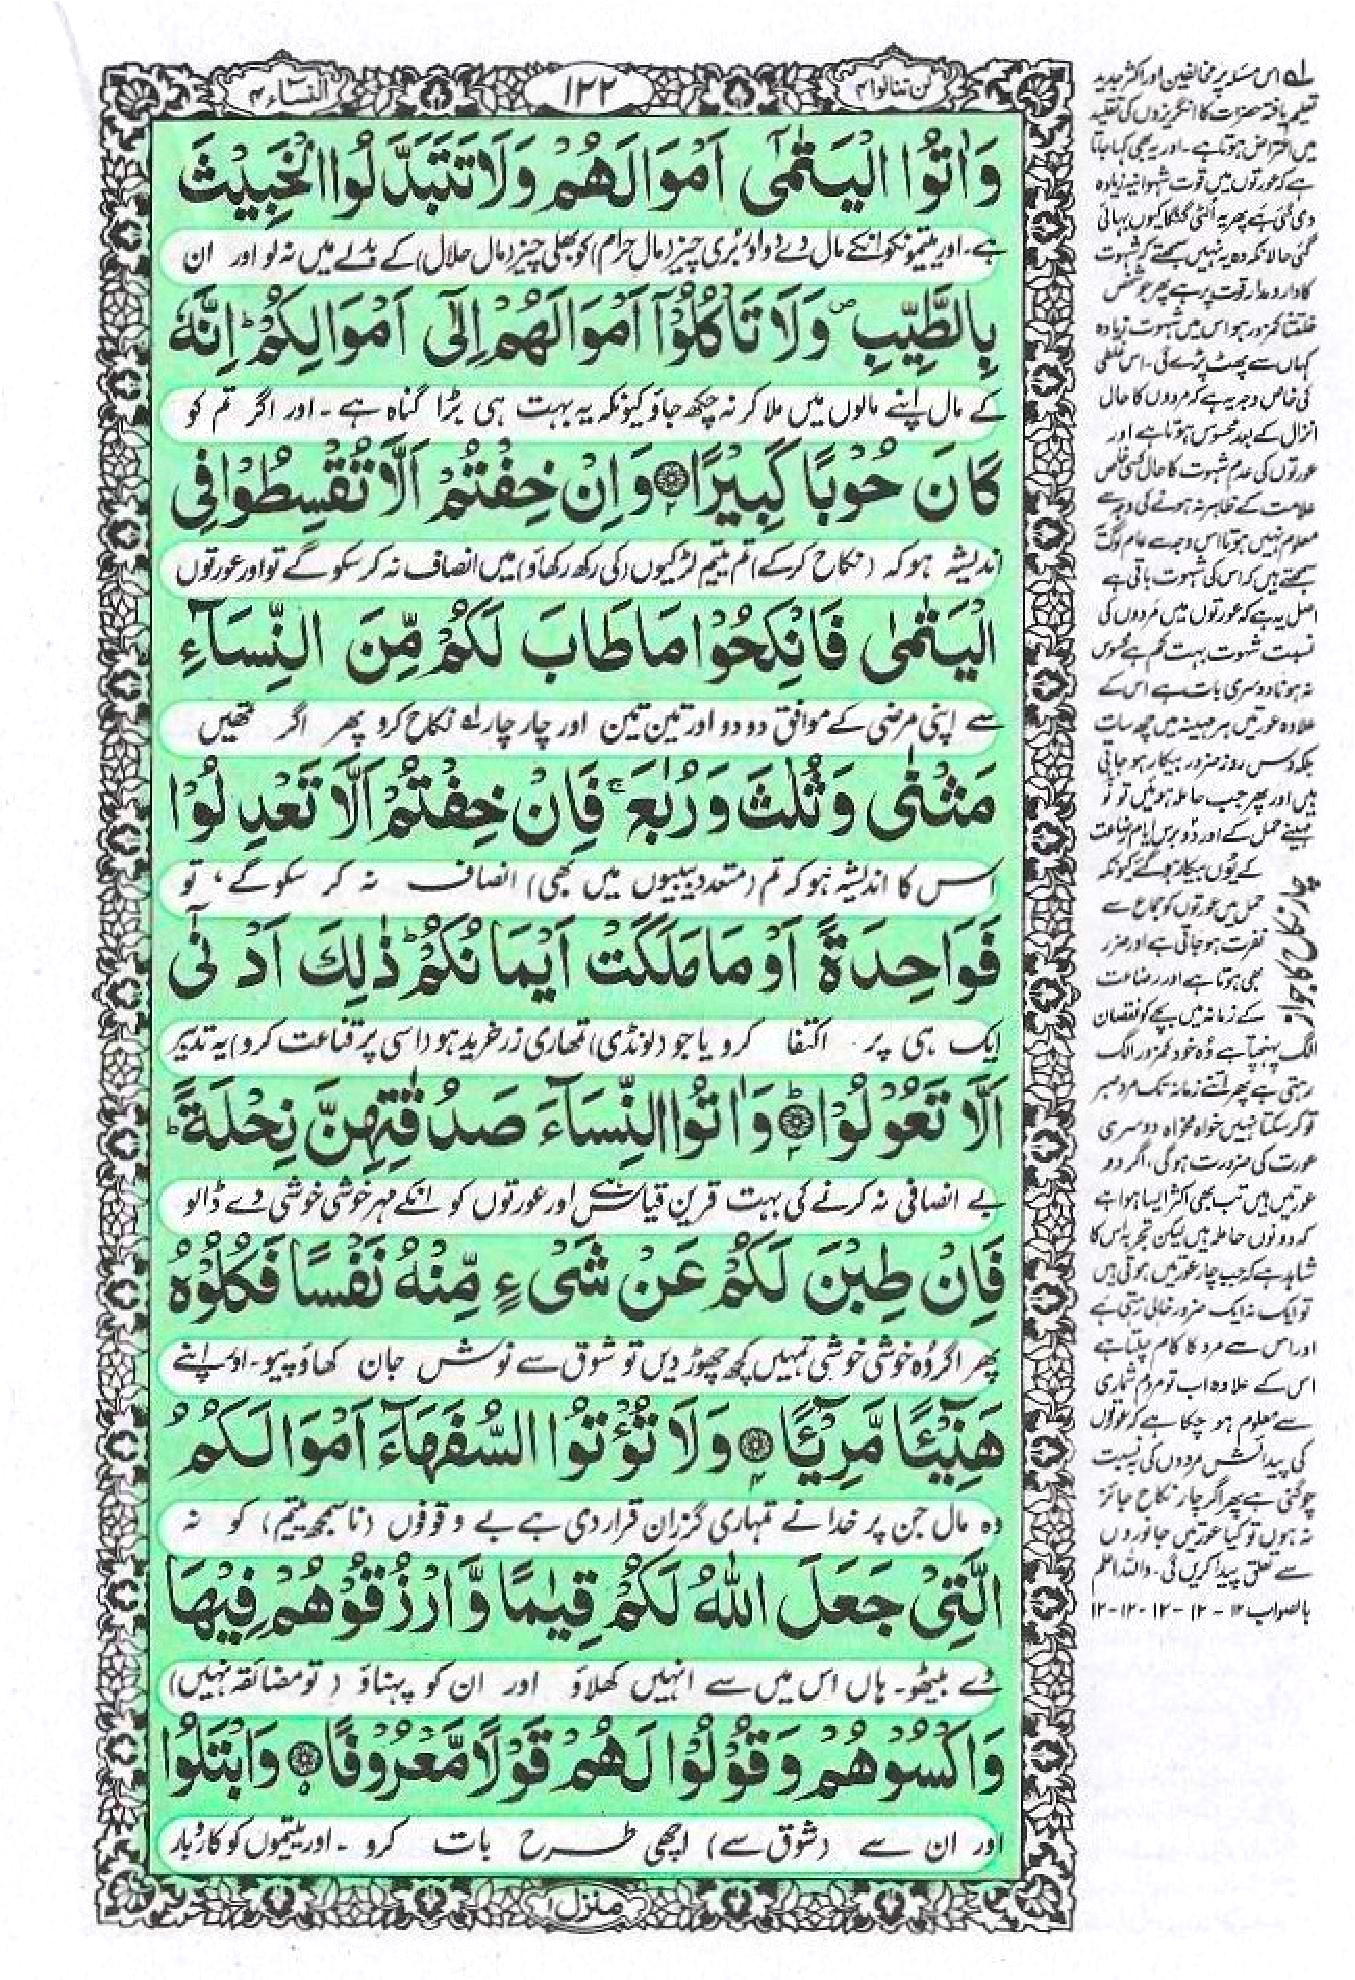 لن تنالوا ۴
۱۲۲
النساء ۴
وَاٰتُوا الْیَتٰمٰۤی اَمْوَالَهُمْ وَلَا تَتَبَدَّلُوا الْخَبِیْثَ
ہے۔ اور یتیموں کو انکے مال دے دو اور بُری چیز (مال حرام) کو بھلی چیز (مال حلال) کے بدلے میں نہ لو اور ان
بِالطَّیِّبِ ۪ وَلَا تَاْكُلُوْۤا اَمْوَالَهُمْ اِلٰۤی اَمْوَالِكُمْ ؕ اِنَّهٗ
کے مال اپنے مالوں میں ملا کر نہ چکھ جاؤ کیونکہ یہ بہت ہی بڑا گناہ ہے۔ اور اگر تم کو
كَانَ حُوْبًا كَبِیْرًا ۲ وَاِنْ خِفْتُمْ اَلَّا تُقْسِطُوْا فِی
اندیشہ ہو کہ (نکاح کر کے) تم یتیم لڑکیوں (کی رکھ رکھاؤ) میں انصاف نہ کر سکو گے تو اور عورتوں
الْیَتٰمٰی فَانْكِحُوْا مَا طَابَ لَكُمْ مِّنَ النِّسَآءِ
سے اپنی مرضی کے موافق دو دو اور تین تین اور چار چار لہ نکاح کرو پھر اگر تمھیں
مَثْنٰی وَثُلٰثَ وَرُبٰعَ ۚ فَاِنْ خِفْتُمْ اَلَّا تَعْدِلُوْا
اس کا اندیشہ ہو کہ تم (متعدد بیبیوں میں بھی) انصاف نہ کر سکو گے، تو
فَوَاحِدَةً اَوْ مَا مَلَكَتْ اَیْمَانُكُمْ ؕ ذٰلِكَ اَدْنٰۤی
ایک ہی پر اکتفا کرو یا جو (لونڈی) تمھاری زر خرید ہو (اسی پر قناعت کرو) یہ تدبیر
اَلَّا تَعُوْلُوْا ۳ وَاٰتُوا النِّسَآءَ صَدُقٰتِهِنَّ نِحْلَةً ؕ
بے انصافی نہ کرنے کی بہت قرین قیاس ہے اور عورتوں کو انکے مہر خوشی خوشی دے ڈالو
فَاِنْ طِبْنَ لَكُمْ عَنْ شَیْءٍ مِّنْهُ نَفْسًا فَكُلُوْهُ
پھر اگر وُہ خوشی خوشی تمہیں کچھ چھوڑ دیں تو شوق سے نوش جان کھاؤ پیو۔ اور اپنے
هَنِیْٓـًٔا مَّرِیْٓـًٔا ۴ وَلَا تُؤْتُوا السُّفَهَآءَ اَمْوَالَكُمُ
وہ مال جن پر خدا نے تمہاری گزران قرار دی ہے بے وقوفوں (ناسمجھ یتیم) کو نہ
الَّتِیْ جَعَلَ اللّٰهُ لَكُمْ قِیٰمًا وَّارْزُقُوْهُمْ فِیْهَا
دے بیٹھو۔ ہاں اس میں سے انہیں کھلاؤ اور ان کو پہناؤ (تو مضائقہ نہیں)
وَاكْسُوْهُمْ وَقُوْلُوْا لَهُمْ قَوْلًا مَّعْرُوْفًا ۵ وَابْتَلُوا
اور ان سے (شوق سے) اچھی طرح بات کرو۔ اور یتیموں کو کاروبار
منزل ۱
لہ اس مسئلہ پر مخالفین اور اکثر جدید
تعلیم یافتہ حضرات کا انگریزوں کی تقلید
میں اعتراض ہوتا ہے۔ اور یہ بھی کہا جاتا
ہے کہ عورتوں میں قوت شہوانیہ زیادہ
دی گئی ہے پھر یہ اُلٹی گنگا کیوں بہائی
گئی حالانکہ وہ یہ نہیں سمجھتے کہ شہوت
کا دارومدار قوت پر ہے پھر جو شخص
خلقتاً کمزور ہو اس میں شہوت زیادہ
کہاں سے پھٹ پڑے گی۔ اس غلطی
کی خاص وجہ یہ ہے کہ مردوں کا حال
انزال کے بعد محسوس ہوتا ہے اور
عورتوں کی عدم شہوت کا حال کسی خاص
علامت کے ظاہر نہ ہونے کی وجہ سے
معلوم نہیں ہوتا اس وجہ سے عام لوگ
سمجھتے ہیں کہ اس کی شہوت باقی ہے
اصل یہ ہے کہ عورتوں میں مردوں کی
نسبت شہوت بہت کم ہے محسوس
نہ ہونا دوسری بات ہے اس کے
علاوہ عورتیں ہر مہینہ میں چھ سات
بلکہ دس روز ضرور بیکار ہو جاتی
ہیں اور پھر جب حاملہ ہوئیں تو نو
مہینے حمل کے اور دو برس ایام رضاعت
کے یوں بیکار ہو گئے کیونکہ
حمل میں عورتوں کو جماع سے
نفرت ہو جاتی ہے اور ضرر
بھی ہوتا ہے اور رضاعت
کے زمانہ میں بچے کو نقصان
الگ پہنچتا ہے وُہ خود کمزور الگ
رہتی ہے پھر اتنے زمانہ تک مرد صبر
تو کر سکتا نہیں خواہ مخواہ دوسری
عورت کی ضرورت ہو گی، اگر دو
عورتیں ہیں تب بھی اکثر ایسا ہوا ہے
کہ دونوں حاملہ ہیں لیکن تجربہ اس کا
شاہد ہے کہ جب چار عورتیں ہوتی ہیں
تو ایک نہ ایک ضرور خالی رہتی ہے
اور اس سے مرد کا کام چلتا ہے
اس کے علاوہ اب تو مردم شماری
سے معلوم ہو چکا ہے کہ عورتوں
کی پیدائش مردوں کی نسبت
چوگنی ہے پھر اگر چار نکاح جائز
نہ ہوں تو کیا عورتیں جانوروں
سے تعلق پیدا کریں گی۔ واللہ اعلم
بالصواب ۱۲ - ۱۲ - ۱۲ - ۱۲ - ۱۲
چار نکاح کا جواز